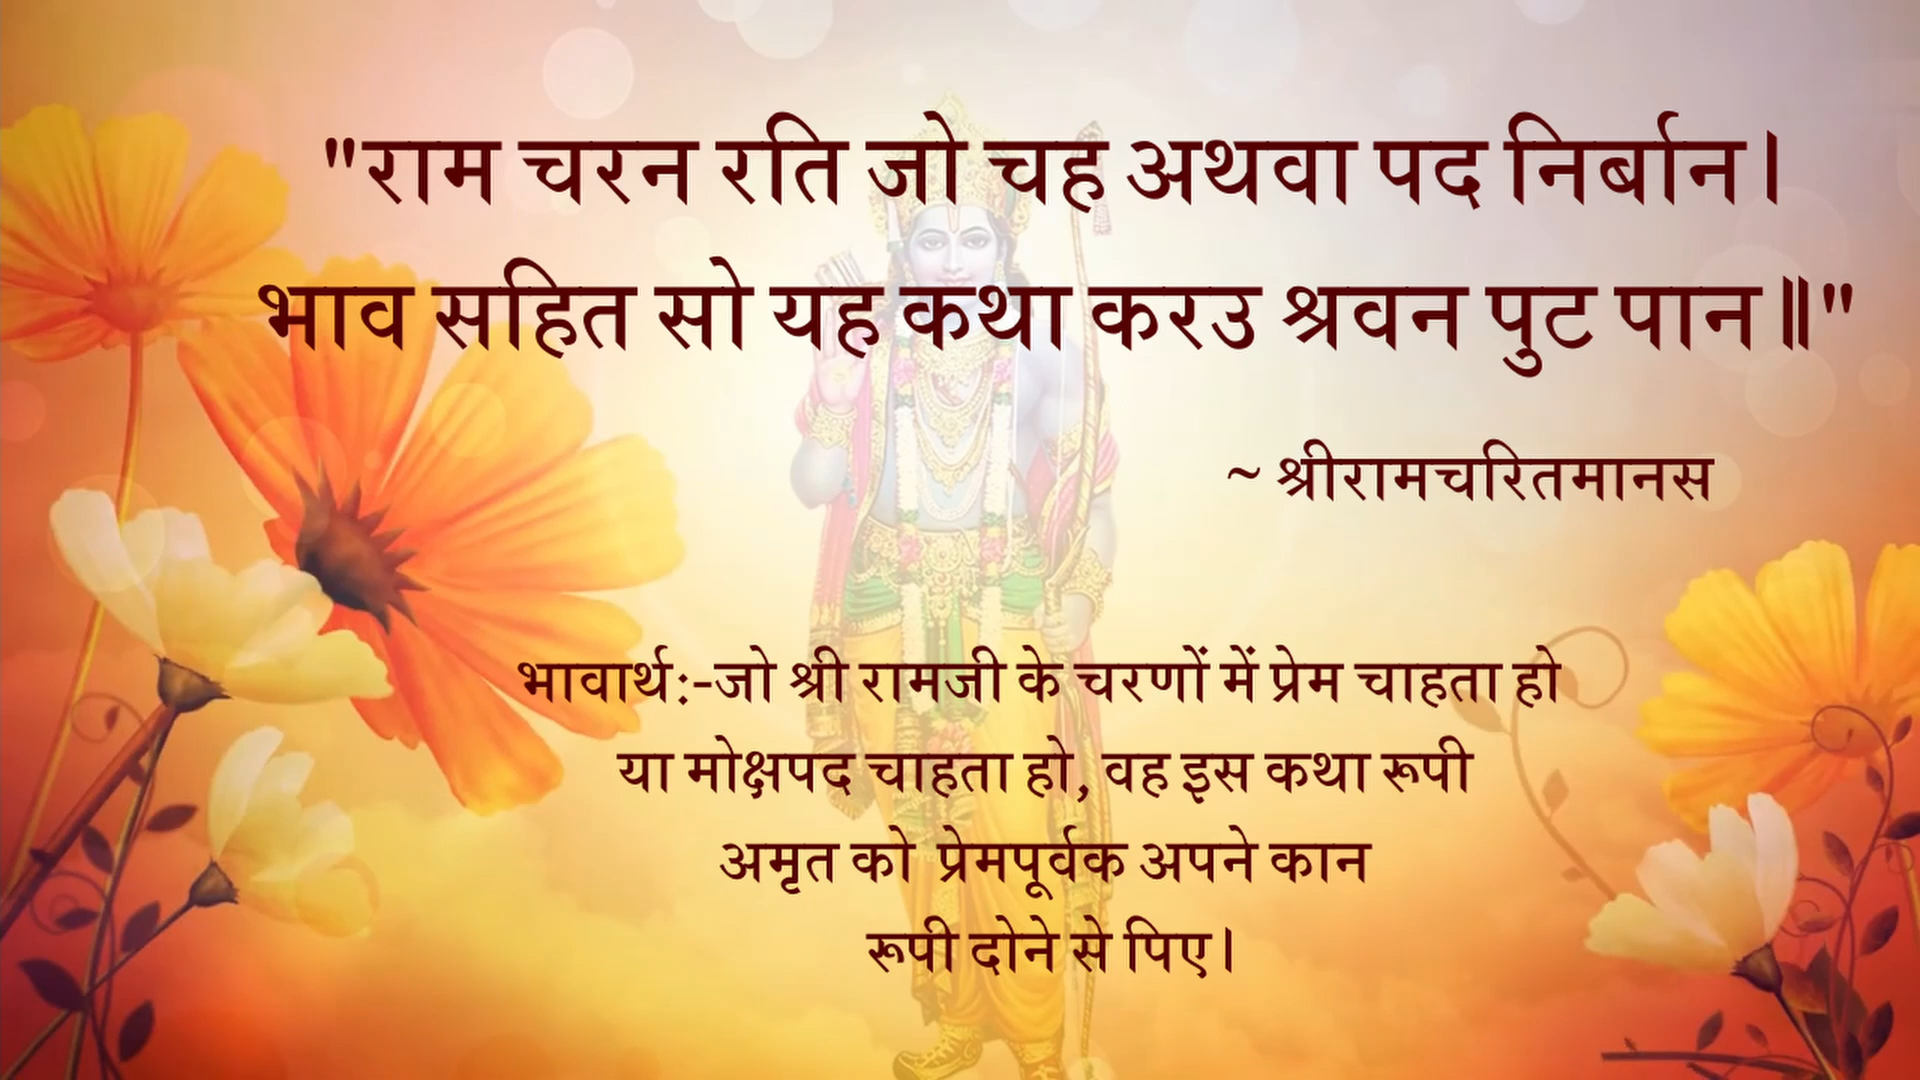 "राम चरन रति जो चह अथवा पद निर्बान।
भाव सहित सो यह कथा करउ श्रवन पुट पान॥"
~ श्रीरामचरितमानस
भावार्थ:-जो श्री रामजी के चरणों में प्रेम चाहता हो
या मोक्षपद चाहता हो, वह इस कथा रूपी
अमृत को प्रेमपूर्वक अपने कान
रूपी दोने से पिए।